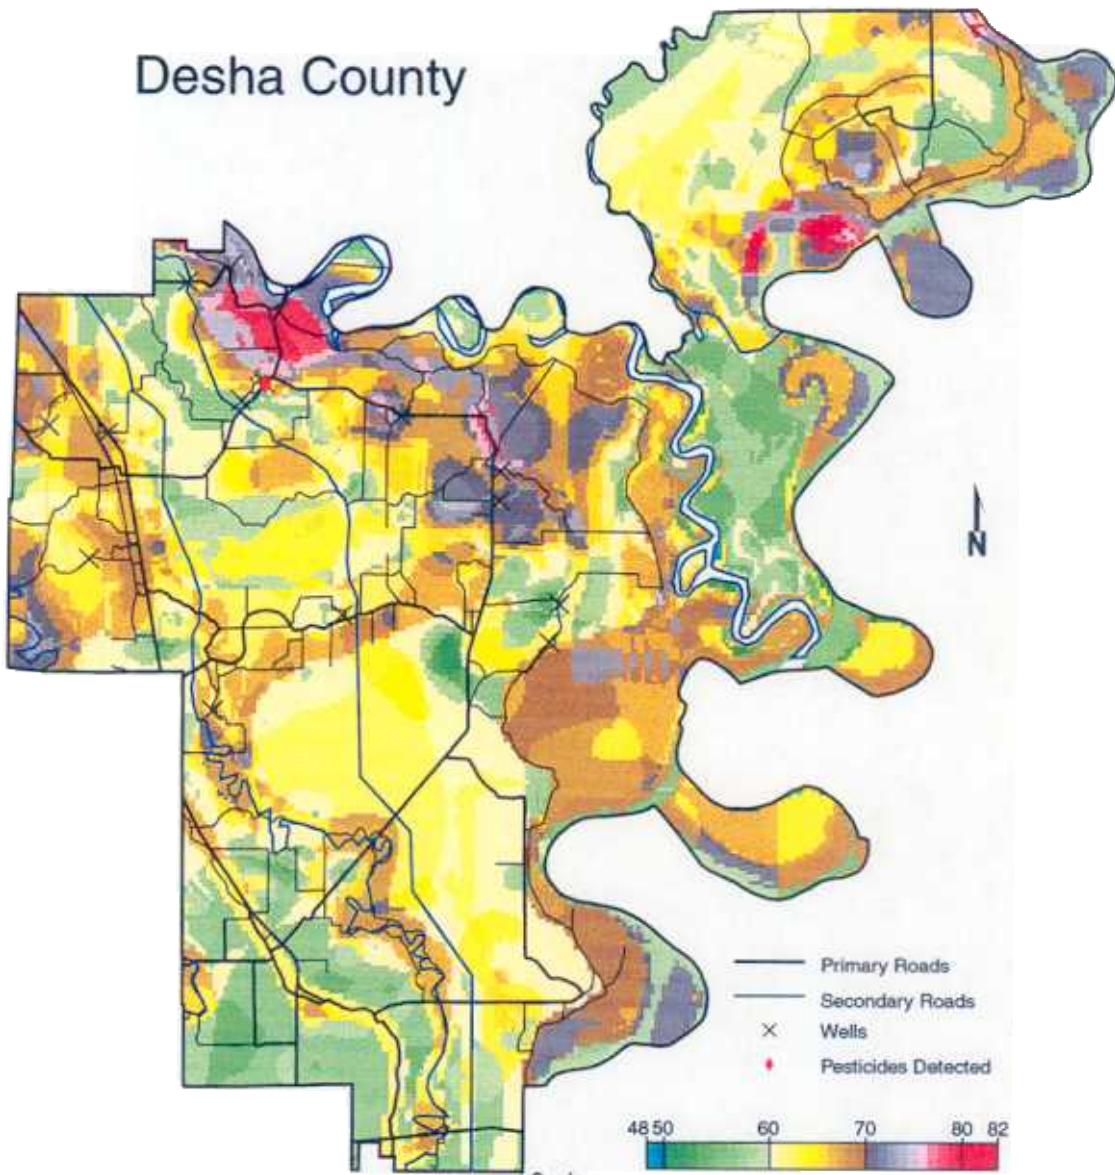 Desha County
N
Primary Roads
Secondary Roads
Wells
Pesticides Detected
48 50 60 70 80 82